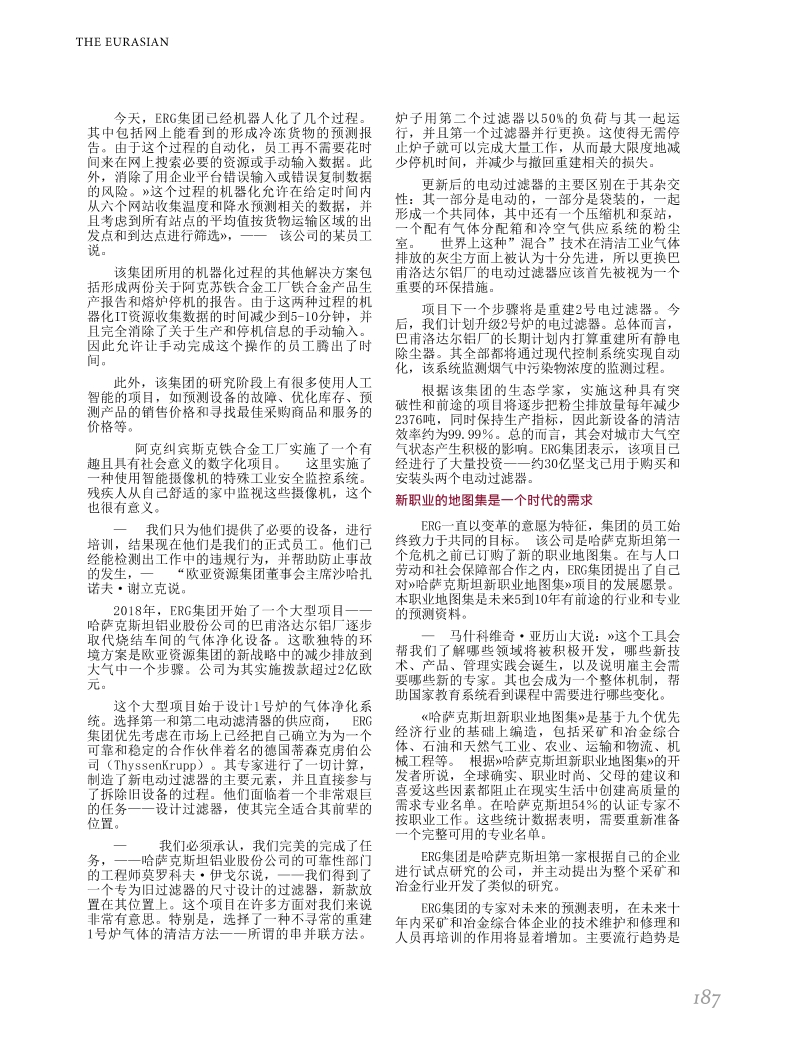 THE EURASIAN
今天，ERG集团已经机器人化了几个过程。
其中包括网上能看到的形成冷冻货物的预测报
告。由于这个过程的自动化，员工再不需要花时
间来在网上搜索必要的资源或手动输入数据。此
外，消除了用企业平台错误输入或错误复制数据
的风险。»这个过程的机器化允许在给定时间内
从六个网站收集温度和降水预测相关的数据，并
且考虑到所有站点的平均值按货物运输区域的出
发点和到达点进行筛选»，—— 该公司的某员工
说。
该集团所用的机器化过程的其他解决方案包
括形成两份关于阿克苏铁合金工厂铁合金产品生
产报告和熔炉停机的报告。由于这两种过程的机
器化IT资源收集数据的时间减少到5-10分钟，并
且完全消除了关于生产和停机信息的手动输入。
因此允许让手动完成这个操作的员工腾出了时
间。
此外，该集团的研究阶段上有很多使用人工
智能的项目，如预测设备的故障、优化库存、预
测产品的销售价格和寻找最佳采购商品和服务的
价格等。
阿克纠宾斯克铁合金工厂实施了一个有
趣且具有社会意义的数字化项目。 这里实施了
一种使用智能摄像机的特殊工业安全监控系统。
残疾人从自己舒适的家中监视这些摄像机，这个
也很有意义。
— 我们只为他们提供了必要的设备，进行
培训，结果现在他们是我们的正式员工。他们已
经能检测出工作中的违规行为，并帮助防止事故
的发生，— “欧亚资源集团董事会主席沙哈扎
诺夫·谢立克说。
2018年，ERG集团开始了一个大型项目——
哈萨克斯坦铝业股份公司的巴甫洛达尔铝厂逐步
取代烧结车间的气体净化设备。这歌独特的环
境方案是欧亚资源集团的新战略中的减少排放到
大气中一个步骤。公司为其实施拨款超过2亿欧
元。
这个大型项目始于设计1号炉的气体净化系
统。选择第一和第二电动滤清器的供应商， ERG
集团优先考虑在市场上已经把自己确立为为一个
可靠和稳定的合作伙伴着名的德国蒂森克虏伯公
司（ThyssenKrupp）。其专家进行了一切计算，
制造了新电动过滤器的主要元素，并且直接参与
了拆除旧设备的过程。他们面临着一个非常艰巨
的任务——设计过滤器，使其完全适合其前辈的
位置。
— 我们必须承认，我们完美的完成了任
务，——哈萨克斯坦铝业股份公司的可靠性部门
的工程师莫罗科夫·伊戈尔说，——我们得到了
一个专为旧过滤器的尺寸设计的过滤器，新款放
置在其位置上。这个项目在许多方面对我们来说
非常有意思。特别是，选择了一种不寻常的重建
1号炉气体的清洁方法——所谓的串并联方法。
炉子用第二个过滤器以50%的负荷与其一起运
行，并且第一个过滤器并行更换。这使得无需停
止炉子就可以完成大量工作，从而最大限度地减
少停机时间，并减少与撤回重建相关的损失。
更新后的电动过滤器的主要区别在于其杂交
性：其一部分是电动的，一部分是袋装的，一起
形成一个共同体，其中还有一个压缩机和泵站，
一个配有气体分配箱和冷空气供应系统的粉尘
室。 世界上这种”混合”技术在清洁工业气体
排放的灰尘方面上被认为十分先进，所以更换巴
甫洛达尔铝厂的电动过滤器应该首先被视为一个
重要的环保措施。
项目下一个步骤将是重建2号电过滤器。今
后，我们计划升级2号炉的电过滤器。总体而言，
巴甫洛达尔铝厂的长期计划内打算重建所有静电
除尘器。其全部都将通过现代控制系统实现自动
化，该系统监测烟气中污染物浓度的监测过程。
根据该集团的生态学家，实施这种具有突
破性和前途的项目将逐步把粉尘排放量每年减少
2376吨，同时保持生产指标，因此新设备的清洁
效率约为99.99％。总的而言，其会对城市大气空
气状态产生积极的影响。ERG集团表示，该项目已
经进行了大量投资——约30亿坚戈已用于购买和
安装头两个电动过滤器。
新职业的地图集是一个时代的需求
ERG一直以变革的意愿为特征，集团的员工始
终致力于共同的目标。 该公司是哈萨克斯坦第一
个危机之前已订购了新的职业地图集。在与人口
劳动和社会保障部合作之内，ERG集团提出了自己
对»哈萨克斯坦新职业地图集»项目的发展愿景。
本职业地图集是未来5到10年有前途的行业和专业
的预测资料。
— 马什科维奇·亚历山大说：»这个工具会
帮我们了解哪些领域将被积极开发，哪些新技
术、产品、管理实践会诞生，以及说明雇主会需
要哪些新的专家。其也会成为一个整体机制，帮
助国家教育系统看到课程中需要进行哪些变化。
«哈萨克斯坦新职业地图集»是基于九个优先
经济行业的基础上编造，包括采矿和冶金综合
体、石油和天然气工业、农业、运输和物流、机
械工程等。 根据»哈萨克斯坦新职业地图集»的开
发者所说，全球确实、职业时尚、父母的建议和
喜爱这些因素都阻止在现实生活中创建高质量的
需求专业名单。在哈萨克斯坦54％的认证专家不
按职业工作。这些统计数据表明，需要重新准备
一个完整可用的专业名单。
ERG集团是哈萨克斯坦第一家根据自己的企业
进行试点研究的公司，并主动提出为整个采矿和
冶金行业开发了类似的研究。
ERG集团的专家对未来的预测表明，在未来十
年内采矿和冶金综合体企业的技术维护和修理和
人员再培训的作用将显着增加。主要流行趋势是
187